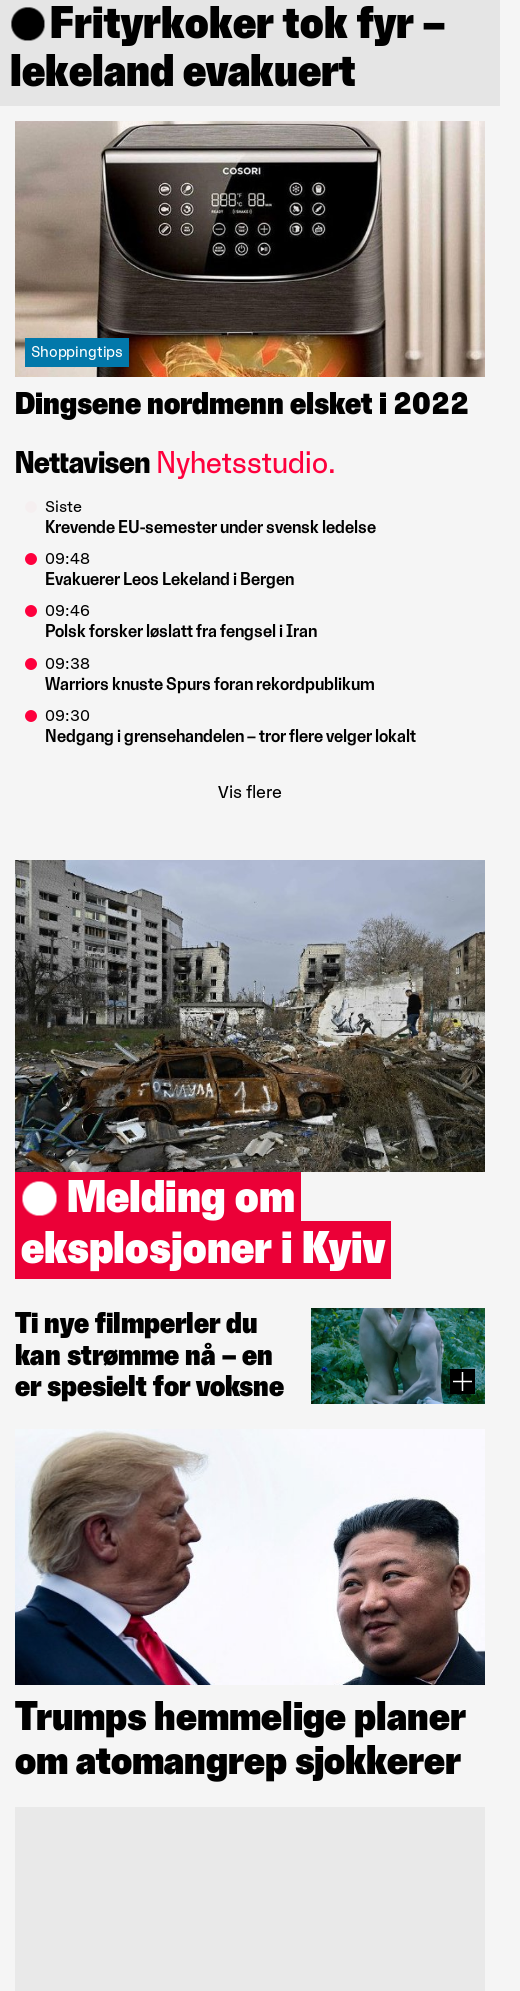 Frityrkoker tok fyr –
lekeland evakuert
COSORI
Shoppingtips
Dingsene nordmenn elsket i 2022
Nettavisen Nyhetsstudio.
Siste
Krevende EU-semester under svensk ledelse
09:48
Evakuerer Leos Lekeland i Bergen
09:46
Polsk forsker løslatt fra fengsel i Iran
09:38
Warriors knuste Spurs foran rekordpublikum
09:30
Nedgang i grensehandelen – tror flere velger lokalt
Vis flere
Melding om
eksplosjoner i Kyiv
Ti nye filmperler du
kan strømme nå – en
er spesielt for voksne
Trumps hemmelige planer
om atomangrep sjokkerer